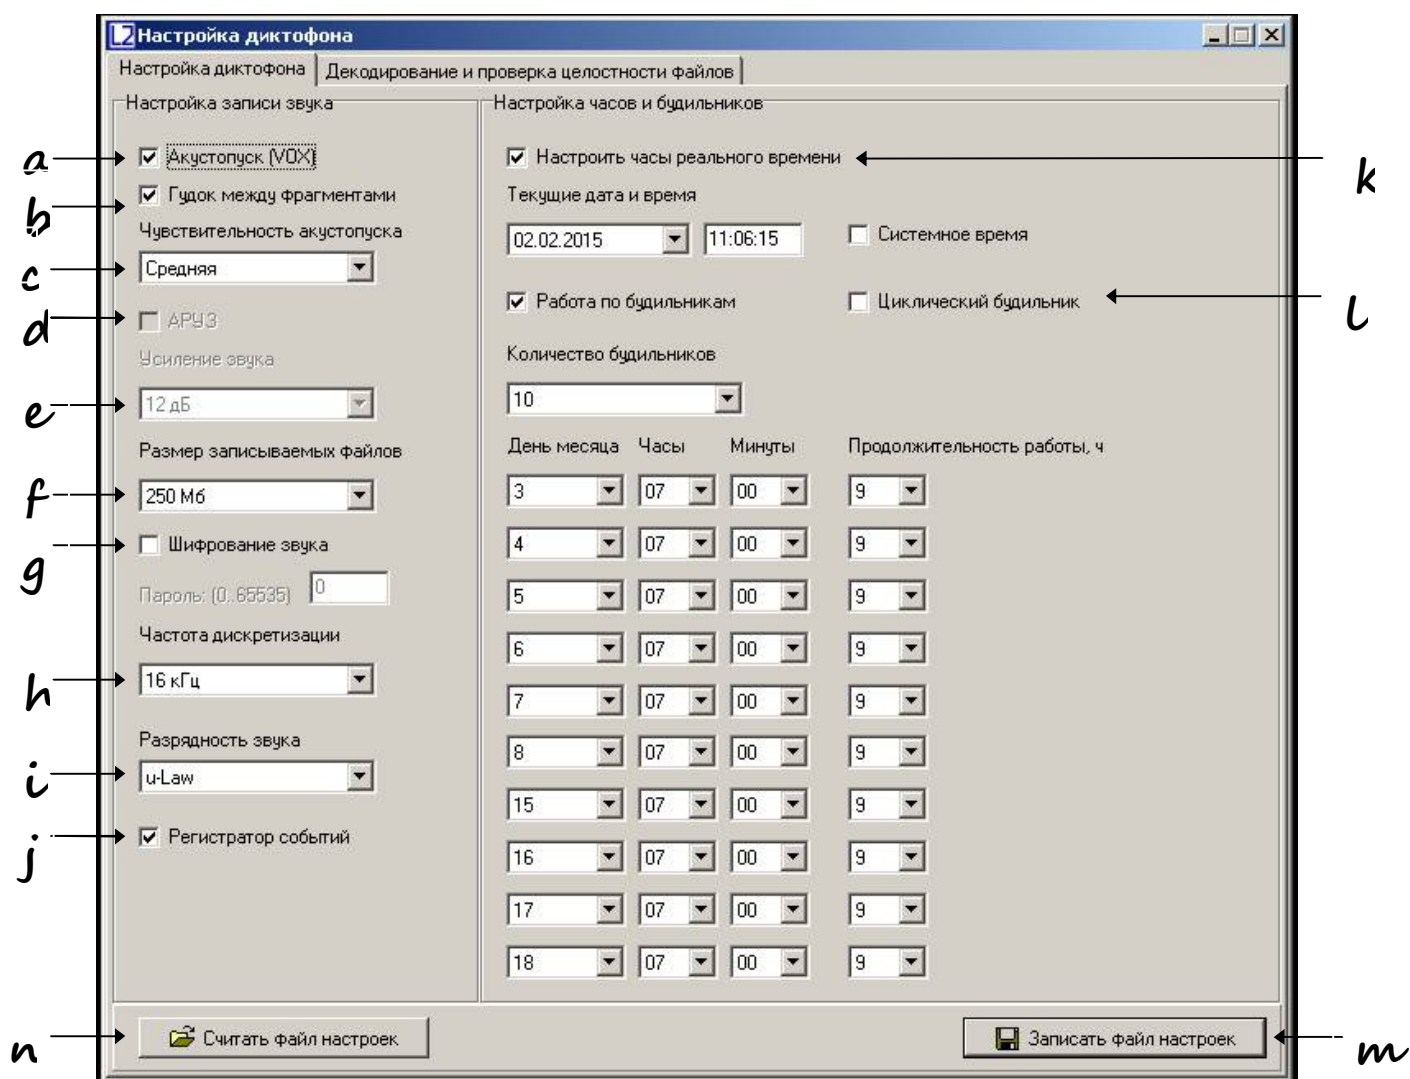 L2 Настройка диктофона
Настройка диктофона Декодирование и проверка целостности файлов
Настройка записи звука Настройка часов и будильников
a Акустопуск (VOX) Настроить часы реального времени k
b Гудок между фрагментами Текущие дата и время
Чувствительность акустопуска
02.02.2015 11:06:15 Системное время
c Средняя
Работа по будильникам Циклический будильник l
d АРУЗ
Усиление звука Количество будильников
e 12 дБ 10
Размер записываемых файлов День месяца Часы Минуты Продолжительность работы, ч
f 250 Мб 3 07 00 9
g Шифрование звука 4 07 00 9
Пароль: (0..65535) 0 5 07 00 9
Частота дискретизации 6 07 00 9
h 16 кГц 7 07 00 9
Разрядность звука 8 07 00 9
i u-Law 15 07 00 9
j Регистратор событий 16 07 00 9
17 07 00 9
18 07 00 9
n Считать файл настроек Записать файл настроек m